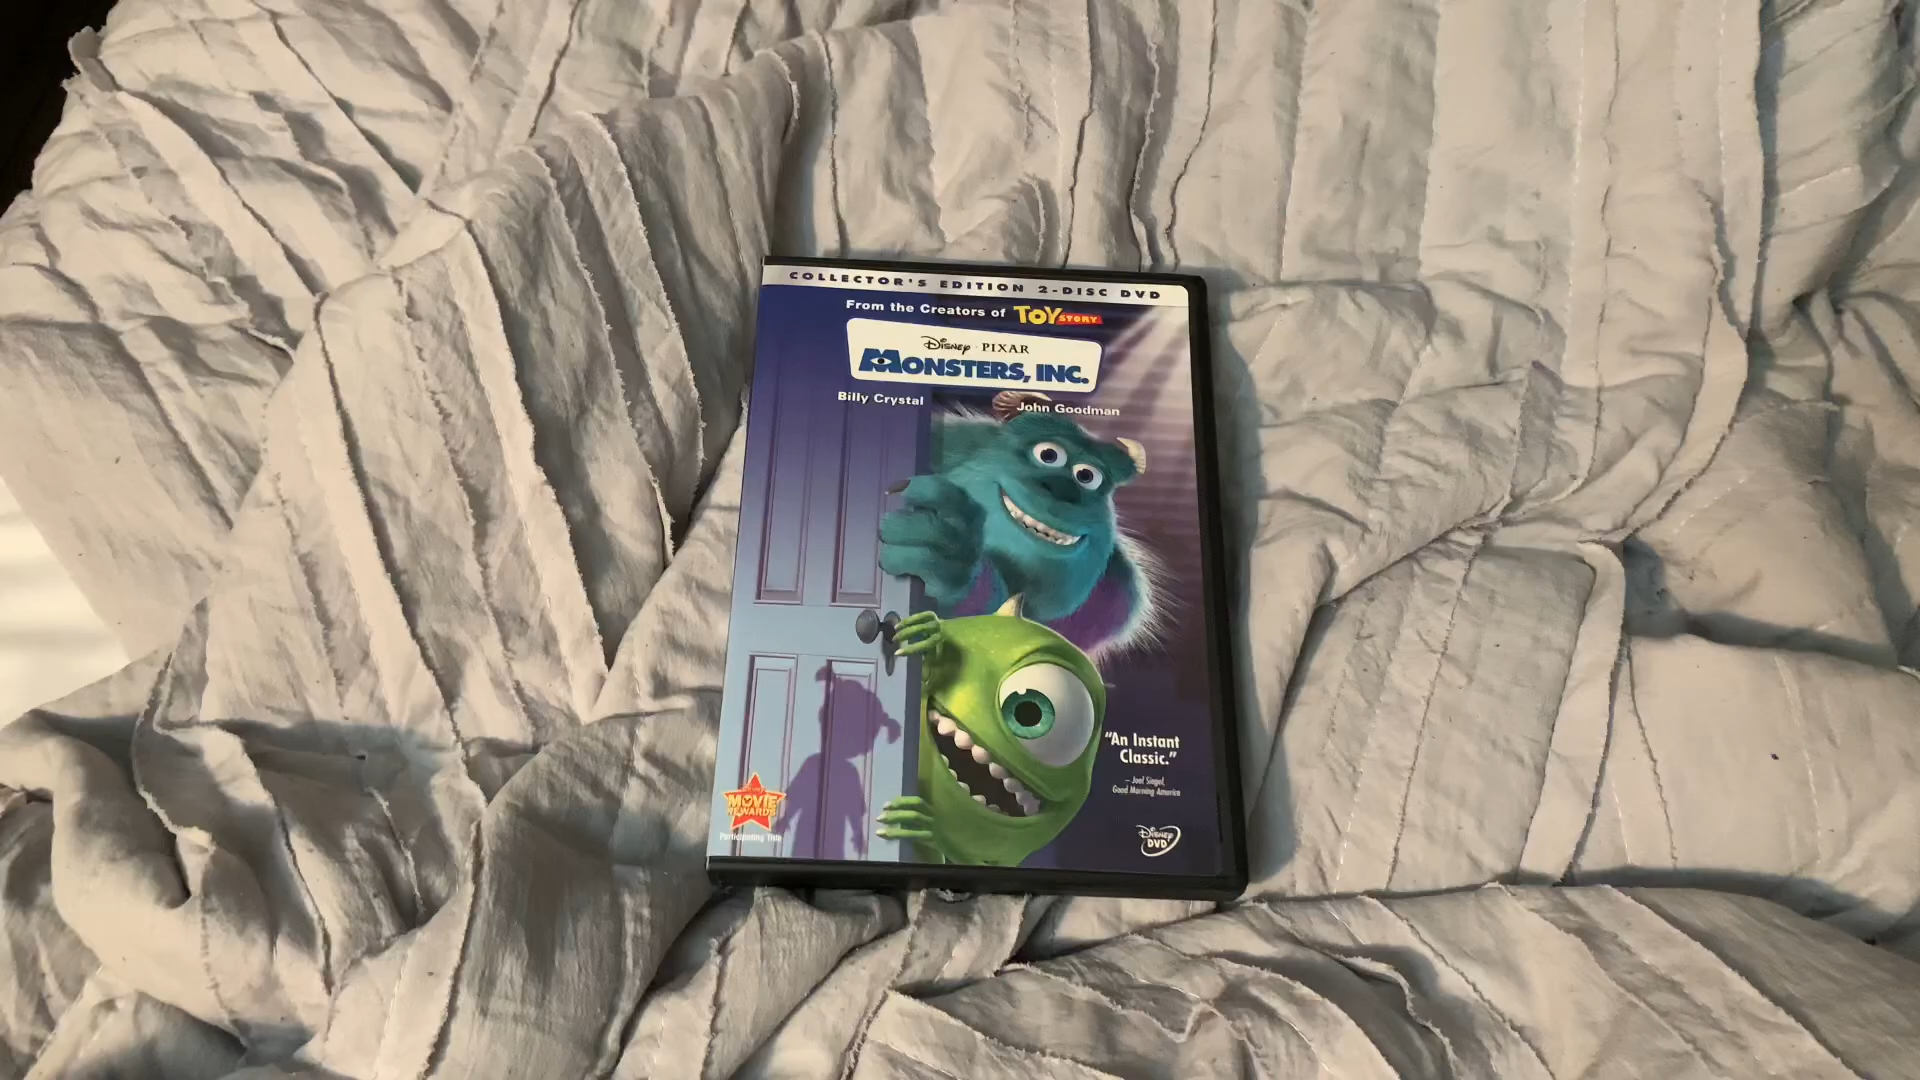 COLLECTOR'S EDITION 2-DISC DVD
From the Creators of TOY STORY
DISNEY · PIXAR
MONSTERS, INC.
Billy Crystal
John Goodman
"An Instant
Classic."
– Joel Siegel,
Good Morning America
MOVIE
REWARDS
Participating Title
DISNEY
DVD